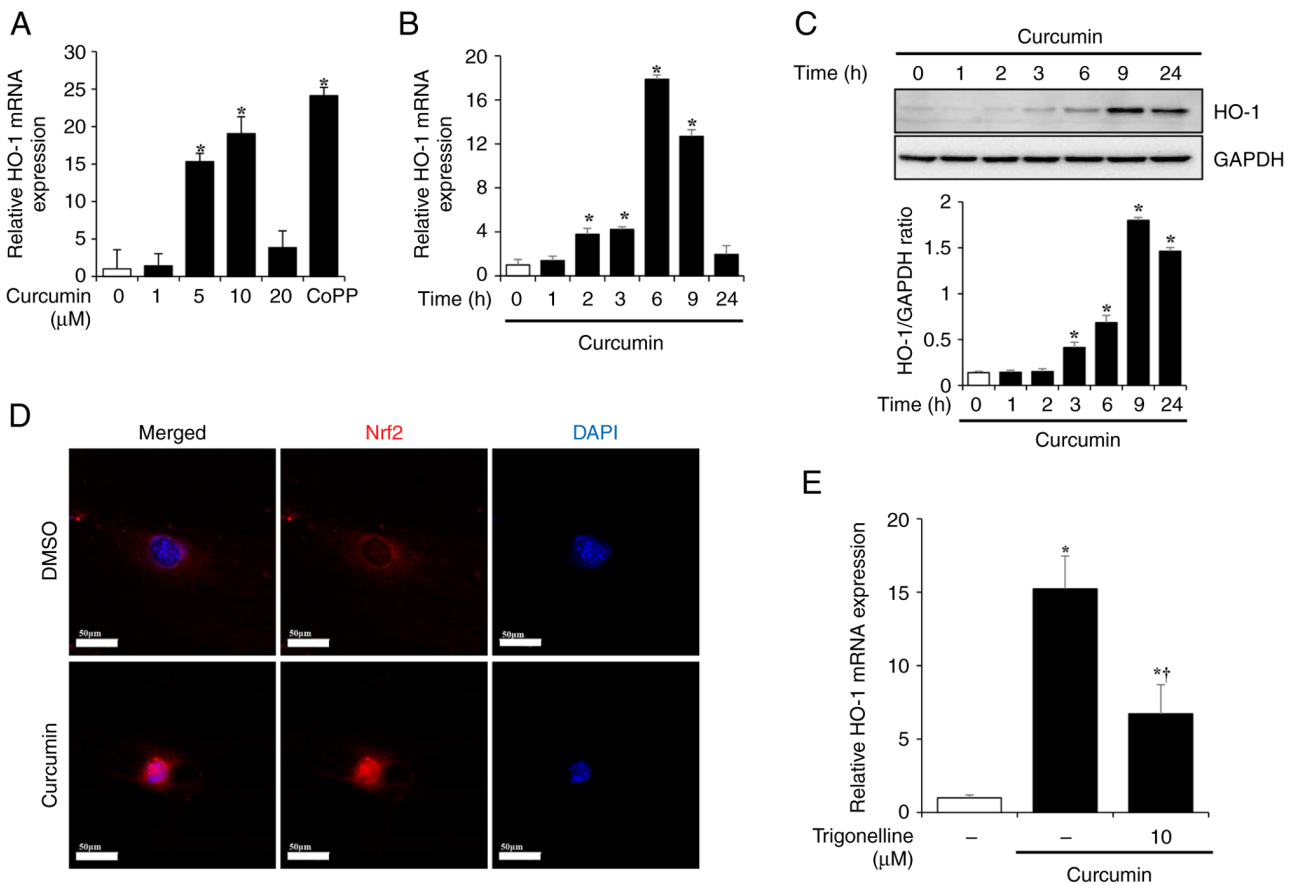 A
Relative HO-1 mRNA
expression
30
25
20
15
10
5
0
* * *
Curcumin 0 1 5 10 20 CoPP
(μM)
B
Relative HO-1 mRNA
expression
20
16
12
8
4
0
* * * *
Time (h) 0 1 2 3 6 9 24
Curcumin
C
Curcumin
Time (h) 0 1 2 3 6 9 24
HO-1
GAPDH
HO-1/GAPDH ratio
2
1.5
1
0.5
0
* * * *
Time (h) 0 1 2 3 6 9 24
Curcumin
D
Merged Nrf2 DAPI
DMSO
50μm 50μm 50μm
Curcumin
50μm 50μm 50μm
E
Relative HO-1 mRNA expression
20
15
10
5
0
* *†
Trigonelline – – 10
(μM)
Curcumin